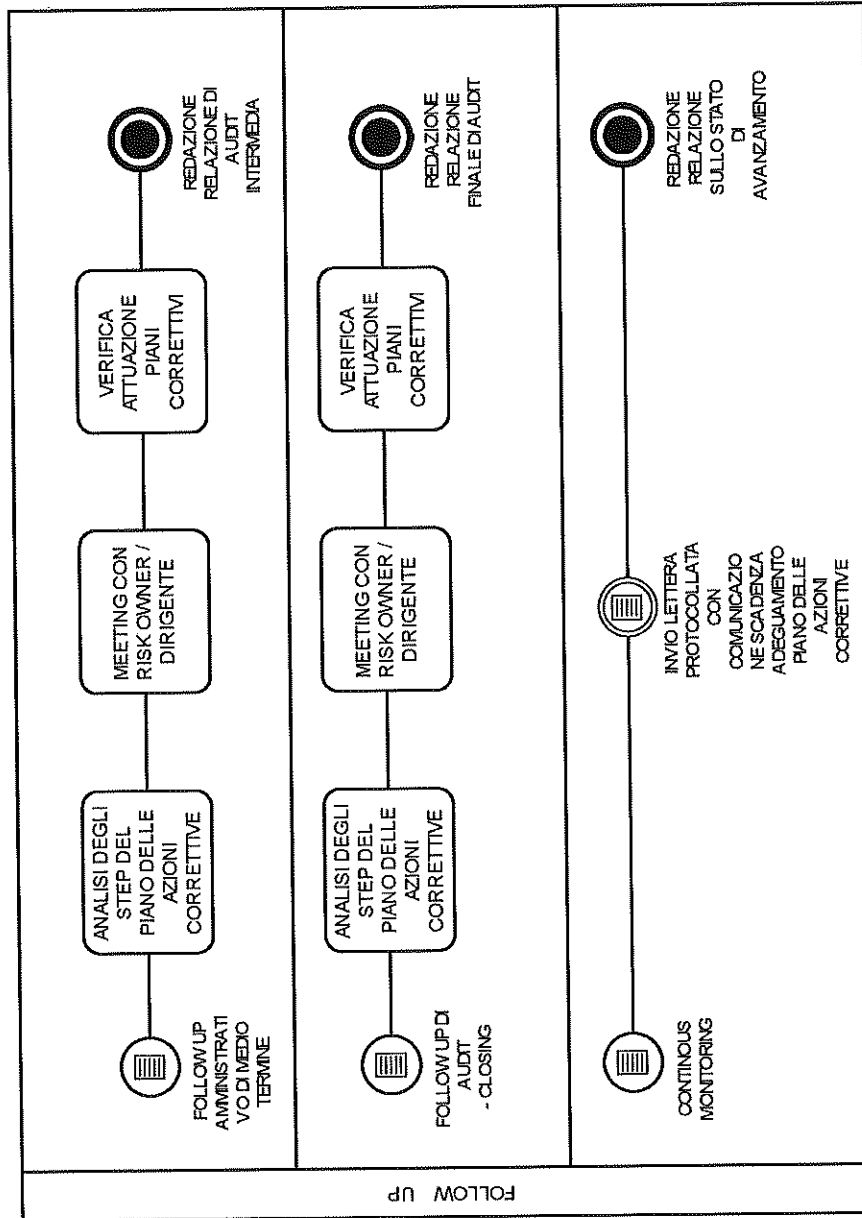 FOLLOW UP
FOLLOW UP
AMMINISTRATI
VO DI MEDIO
TERMINE
ANALISI DEGLI
STEP DEL
PIANO DELLE
AZIONI
CORRETTIVE
MEETING CON
RISK OWNER /
DIRIGENTE
VERIFICA
ATTUAZIONE
PIANI
CORRETTIVI
REDAZIONE
RELAZIONE DI
AUDIT
INTERMEDIA
FOLLOW UP DI
AUDIT
- CLOSING
ANALISI DEGLI
STEP DEL
PIANO DELLE
AZIONI
CORRETTIVE
MEETING CON
RISK OWNER /
DIRIGENTE
VERIFICA
ATTUAZIONE
PIANI
CORRETTIVI
REDAZIONE
RELAZIONE
FINALE DI AUDIT
CONTINOUS
MONITORING
INVIO LETTERA
PROTOCOLLATA
CON
COMUNICAZIO
NE SCADENZA
ADEGUAMENTO
PIANO DELLE
AZIONI
CORRETTIVE
REDAZIONE
RELAZIONE
SULLO STATO
DI
AVANZAMENTO